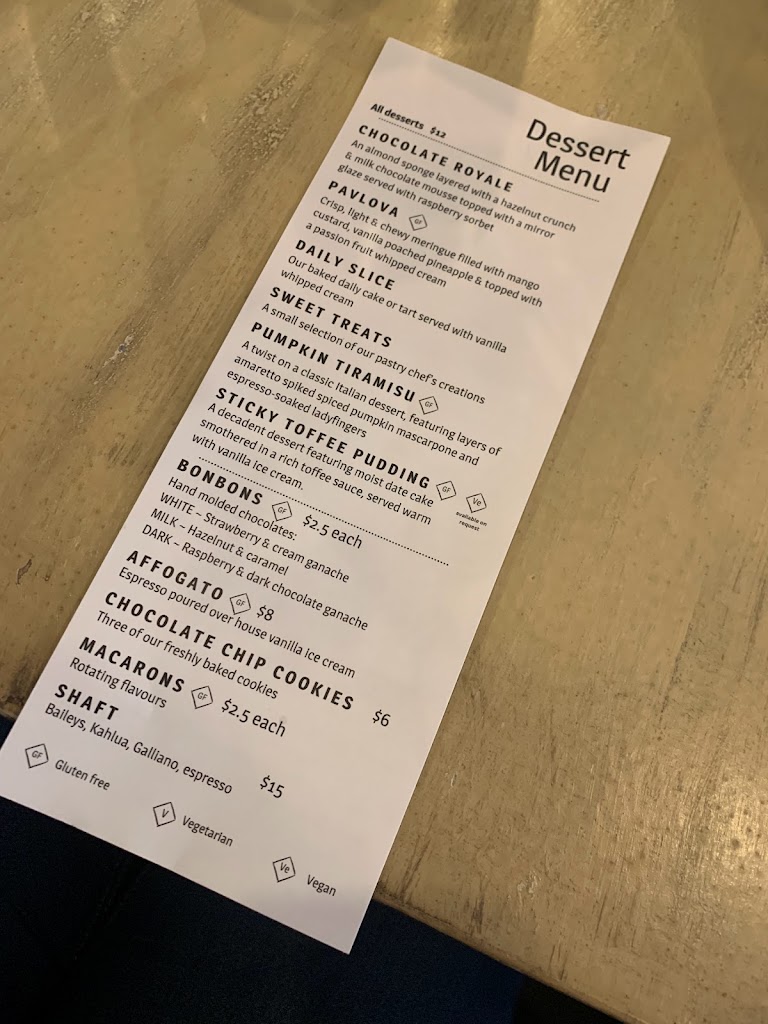 Dessert
Menu
All desserts $12
CHOCOLATE ROYALE
An almond sponge layered with a hazelnut crunch
& milk chocolate mousse topped with a mirror
glaze served with raspberry sorbet
PAVLOVA GF
Crisp, light & chewy meringue filled with mango
custard, vanilla poached pineapple & topped with
a passion fruit whipped cream
DAILY SLICE
Our baked daily cake or tart served with vanilla
whipped cream
SWEET TREATS
A small selection of our pastry chef's creations
PUMPKIN TIRAMISU GF
A twist on a classic Italian dessert, featuring layers of
amaretto spiked spiced pumpkin mascarpone and
espresso-soaked ladyfingers
STICKY TOFFEE PUDDING GF Ve
available on
request
A decadent dessert featuring moist date cake
smothered in a rich toffee sauce, served warm
with vanilla ice cream.
BONBONS GF $2.5 each
Hand molded chocolates:
WHITE – Strawberry & cream ganache
MILK – Hazelnut & caramel
DARK – Raspberry & dark chocolate ganache
AFFOGATO GF $8
Espresso poured over house vanilla ice cream
CHOCOLATE CHIP COOKIES $6
Three of our freshly baked cookies
MACARONS GF $2.5 each
Rotating flavours
SHAFT $15
Baileys, Kahlua, Galliano, espresso
GF Gluten free
V Vegetarian
Ve Vegan